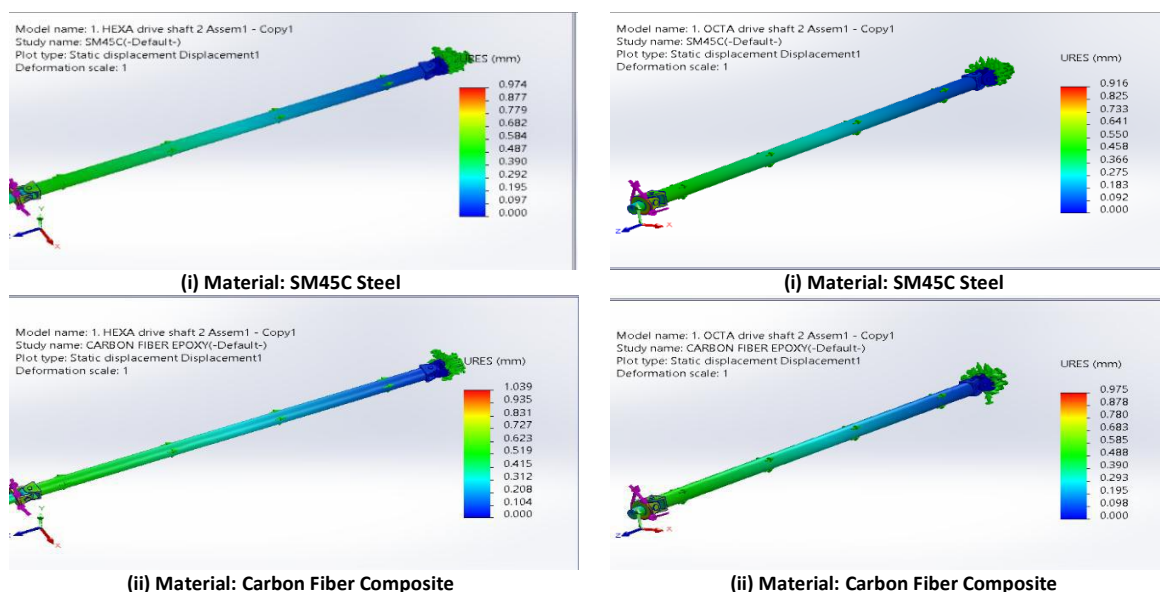 Model name: 1. HEXA drive shaft 2 Assem1 - Copy1
Study name: SM45C(-Default-)
Plot type: Static displacement Displacement1
Deformation scale: 1
URES (mm)
0.974
0.877
0.779
0.682
0.584
0.487
0.390
0.292
0.195
0.097
0.000
Y
Z
X
(i) Material: SM45C Steel
Model name: 1. OCTA drive shaft 2 Assem1 - Copy1
Study name: SM45C(-Default-)
Plot type: Static displacement Displacement1
Deformation scale: 1
URES (mm)
0.916
0.825
0.733
0.641
0.550
0.458
0.366
0.275
0.183
0.092
0.000
Z
X
(i) Material: SM45C Steel
Model name: 1. HEXA drive shaft 2 Assem1 - Copy1
Study name: CARBON FIBER EPOXY(-Default-)
Plot type: Static displacement Displacement1
Deformation scale: 1
URES (mm)
1.039
0.935
0.831
0.727
0.623
0.519
0.415
0.312
0.208
0.104
0.000
Y
Z
X
(ii) Material: Carbon Fiber Composite
Model name: 1. OCTA drive shaft 2 Assem1 - Copy1
Study name: CARBON FIBER EPOXY(-Default-)
Plot type: Static displacement Displacement1
Deformation scale: 1
URES (mm)
0.975
0.878
0.780
0.683
0.585
0.488
0.390
0.293
0.195
0.098
0.000
Z
X
(ii) Material: Carbon Fiber Composite